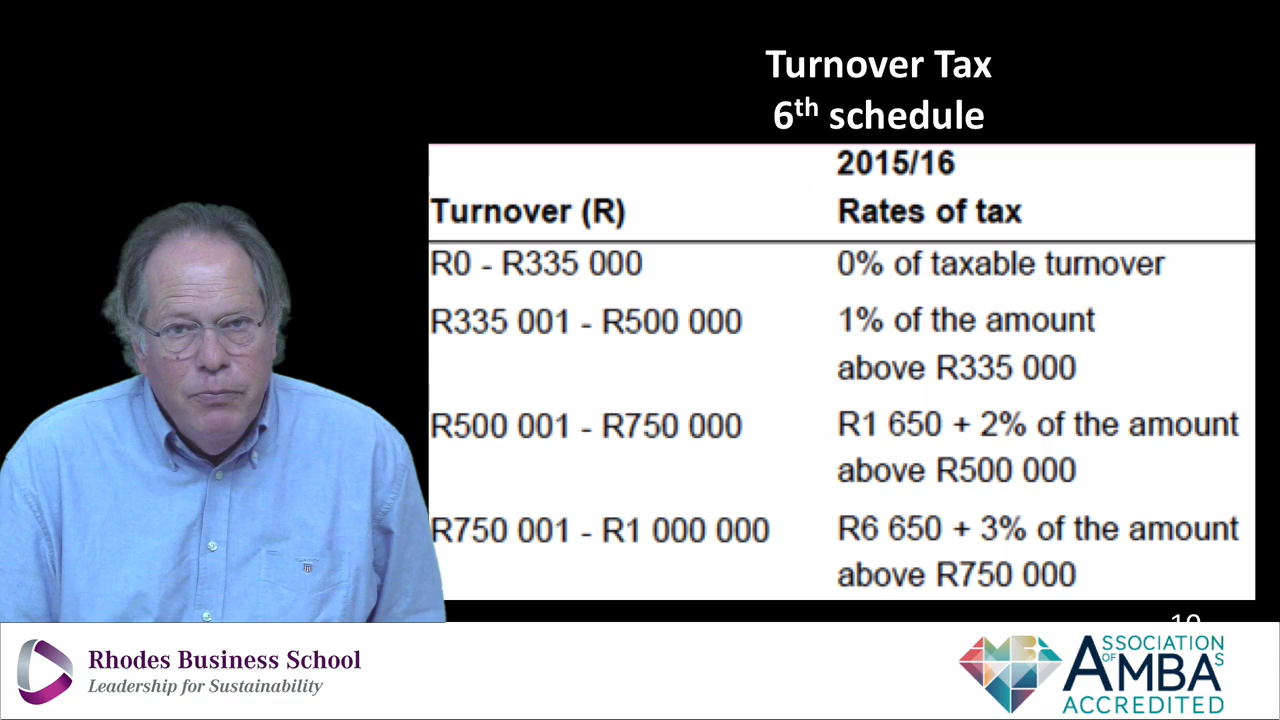 Turnover Tax
6th schedule
2015/16
Turnover (R) Rates of tax
R0 - R335 000 0% of taxable turnover
R335 001 - R500 000 1% of the amount
above R335 000
R500 001 - R750 000 R1 650 + 2% of the amount
above R500 000
R750 001 - R1 000 000 R6 650 + 3% of the amount
above R750 000
Rhodes Business School
Leadership for Sustainability
ASSOCIATION
OF MBAS
ACCREDITED